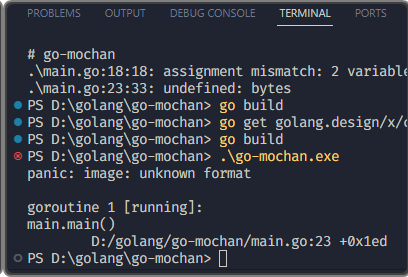 PROBLEMS OUTPUT DEBUG CONSOLE TERMINAL PORTS
# go-mochan
.\main.go:18:18: assignment mismatch: 2 variable
.\main.go:23:33: undefined: bytes
PS D:\golang\go-mochan> go build
PS D:\golang\go-mochan> go get golang.design/x/c
PS D:\golang\go-mochan> go build
PS D:\golang\go-mochan> .\go-mochan.exe
panic: image: unknown format
goroutine 1 [running]:
main.main()
D:/golang/go-mochan/main.go:23 +0x1ed
PS D:\golang\go-mochan>